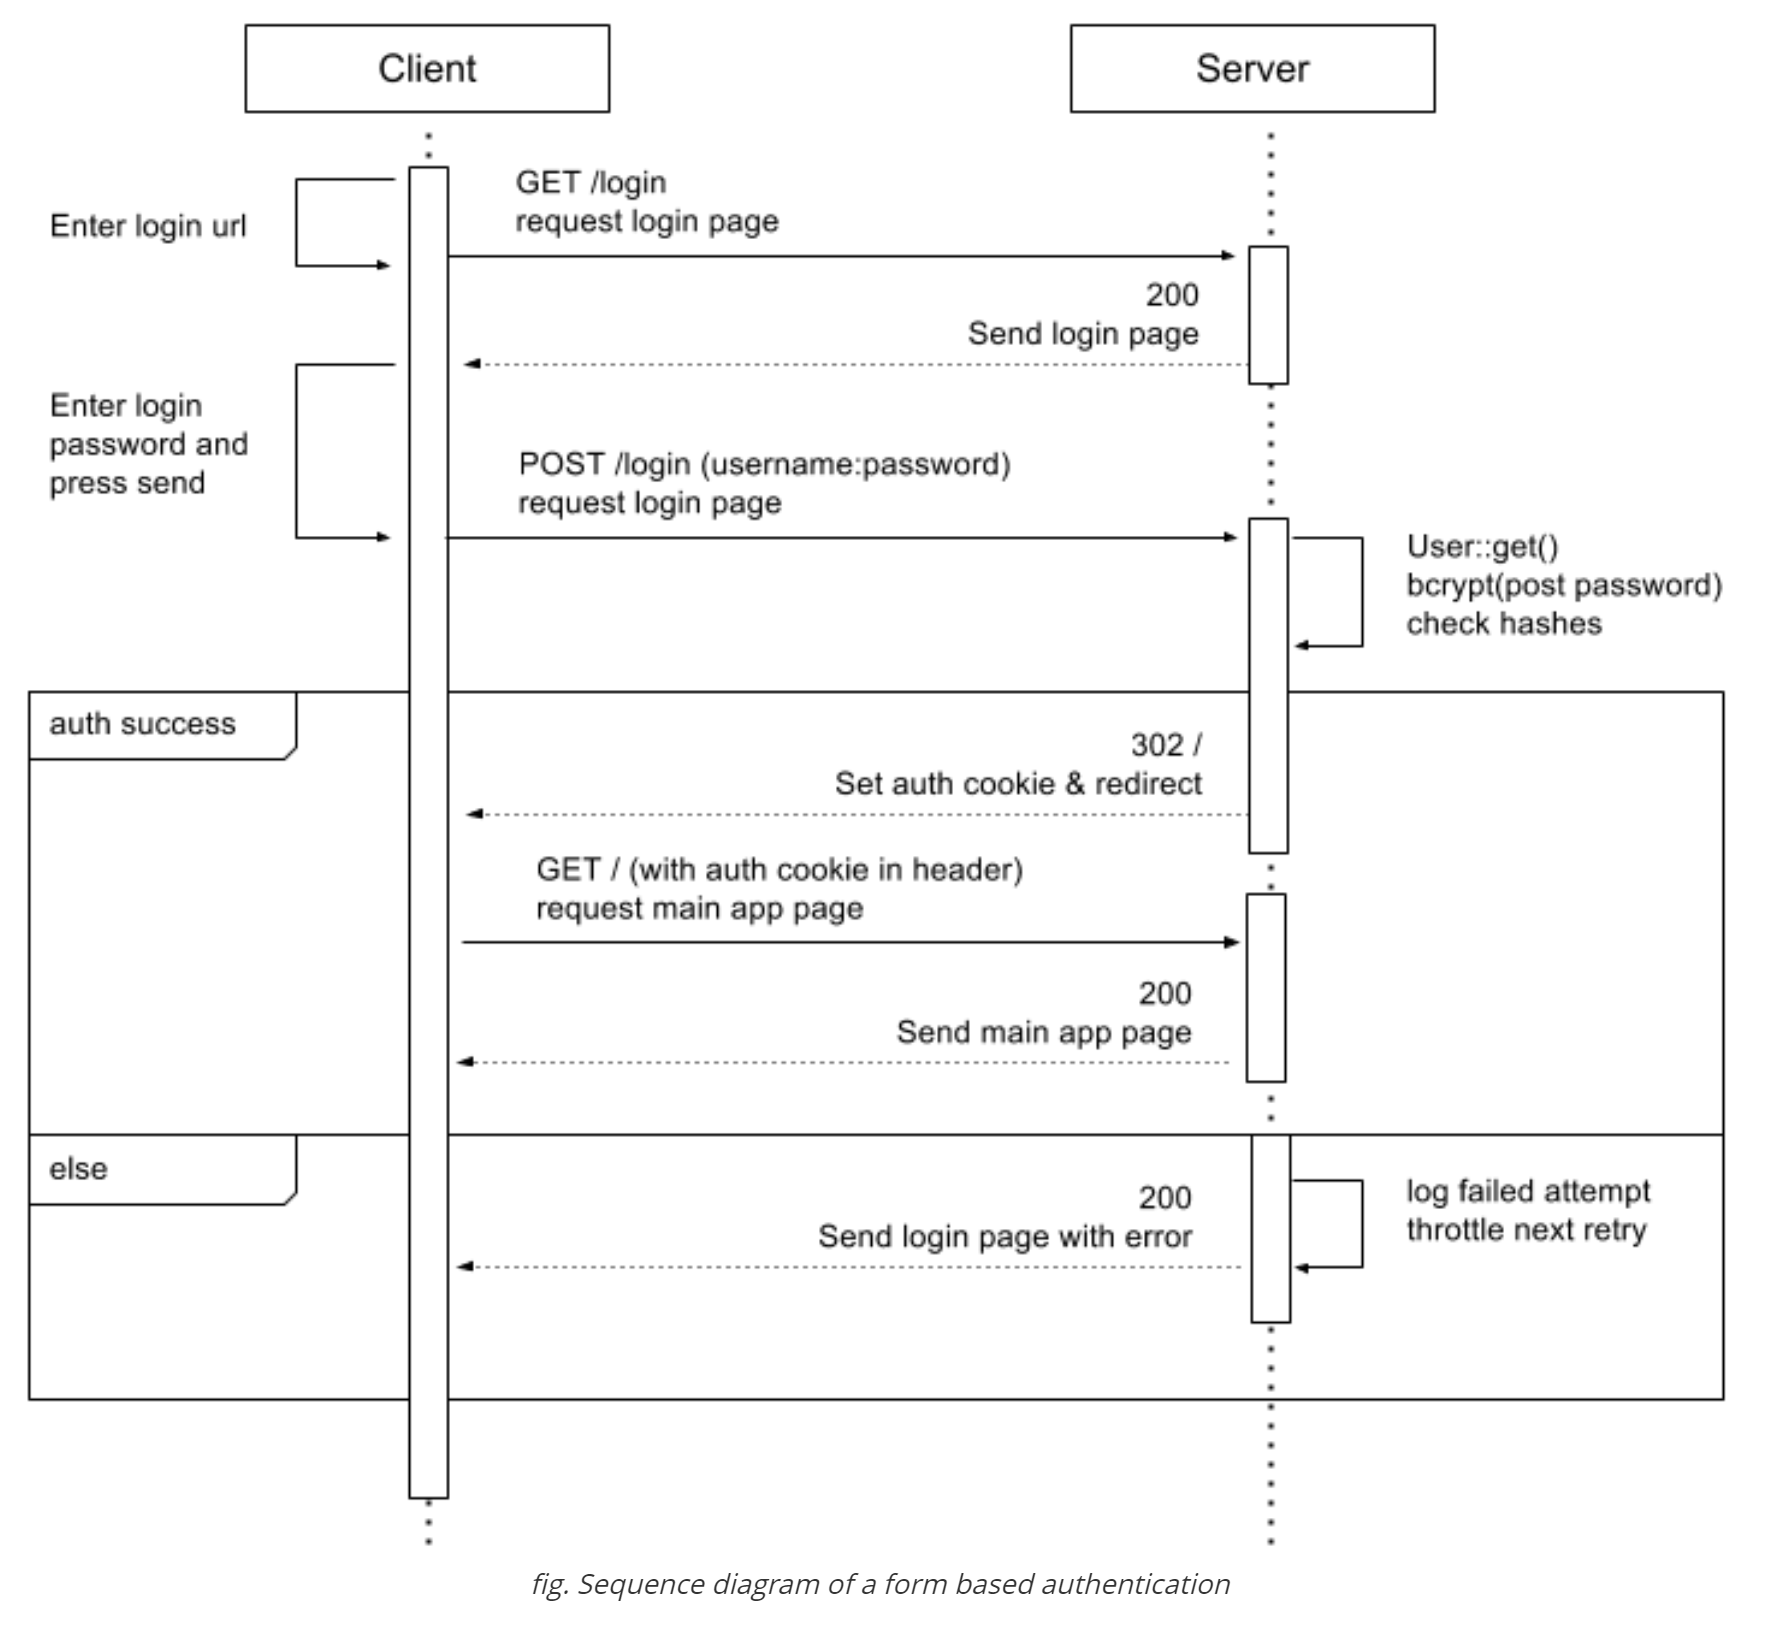 Client
Server
Enter login url
GET /login
request login page
200
Send login page
Enter login
password and
press send
POST /login (username:password)
request login page
User::get()
bcrypt(post password)
check hashes
auth success
302 /
Set auth cookie & redirect
GET / (with auth cookie in header)
request main app page
200
Send main app page
else
200
Send login page with error
log failed attempt
throttle next retry
fig. Sequence diagram of a form based authentication